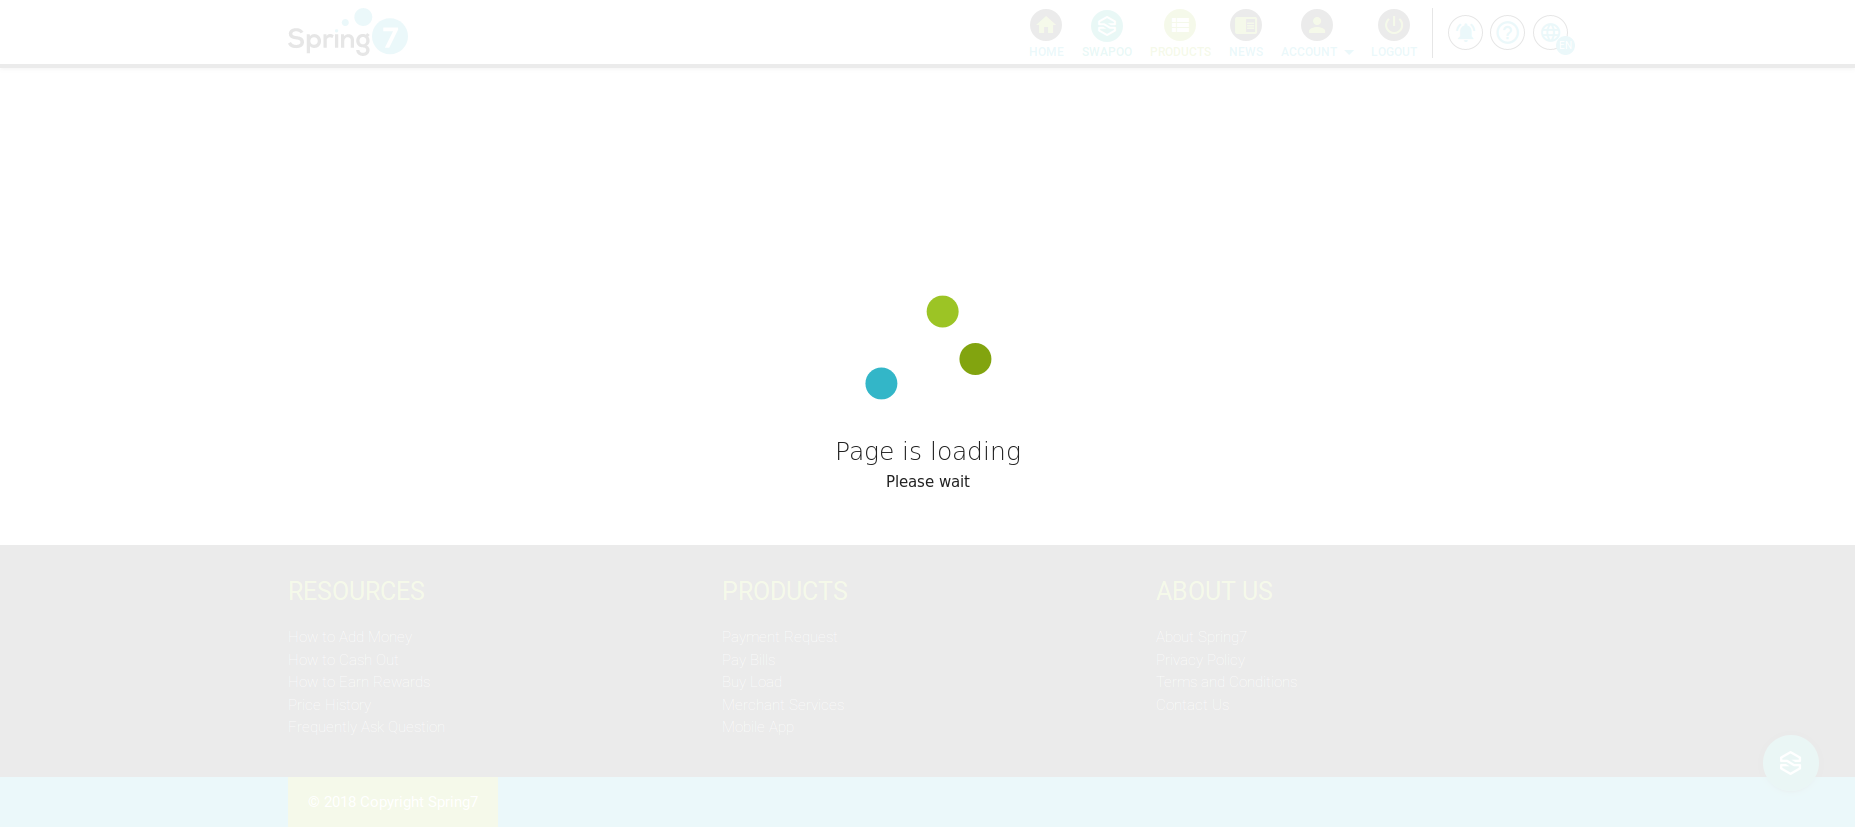 Spring 7
HOME SWAPOO PRODUCTS NEWS ACCOUNT LOGOUT
EN
Page is loading
Please wait
RESOURCES
How to Add Money
How to Cash Out
How to Earn Rewards
Price History
Frequently Ask Question
PRODUCTS
Payment Request
Pay Bills
Buy Load
Merchant Services
Mobile App
ABOUT US
About Spring7
Privacy Policy
Terms and Conditions
Contact Us
© 2018 Copyright Spring7